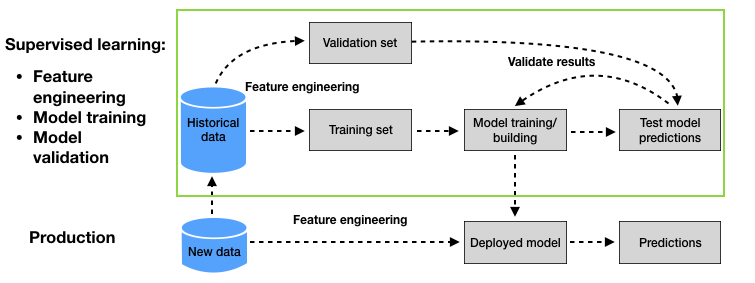 Supervised learning:
• Feature
engineering
• Model training
• Model
validation
Validation set
Validate results
Feature engineering
Historical
data
Training set
Model training/
building
Test model
predictions
Production
Feature engineering
New data
Deployed model
Predictions